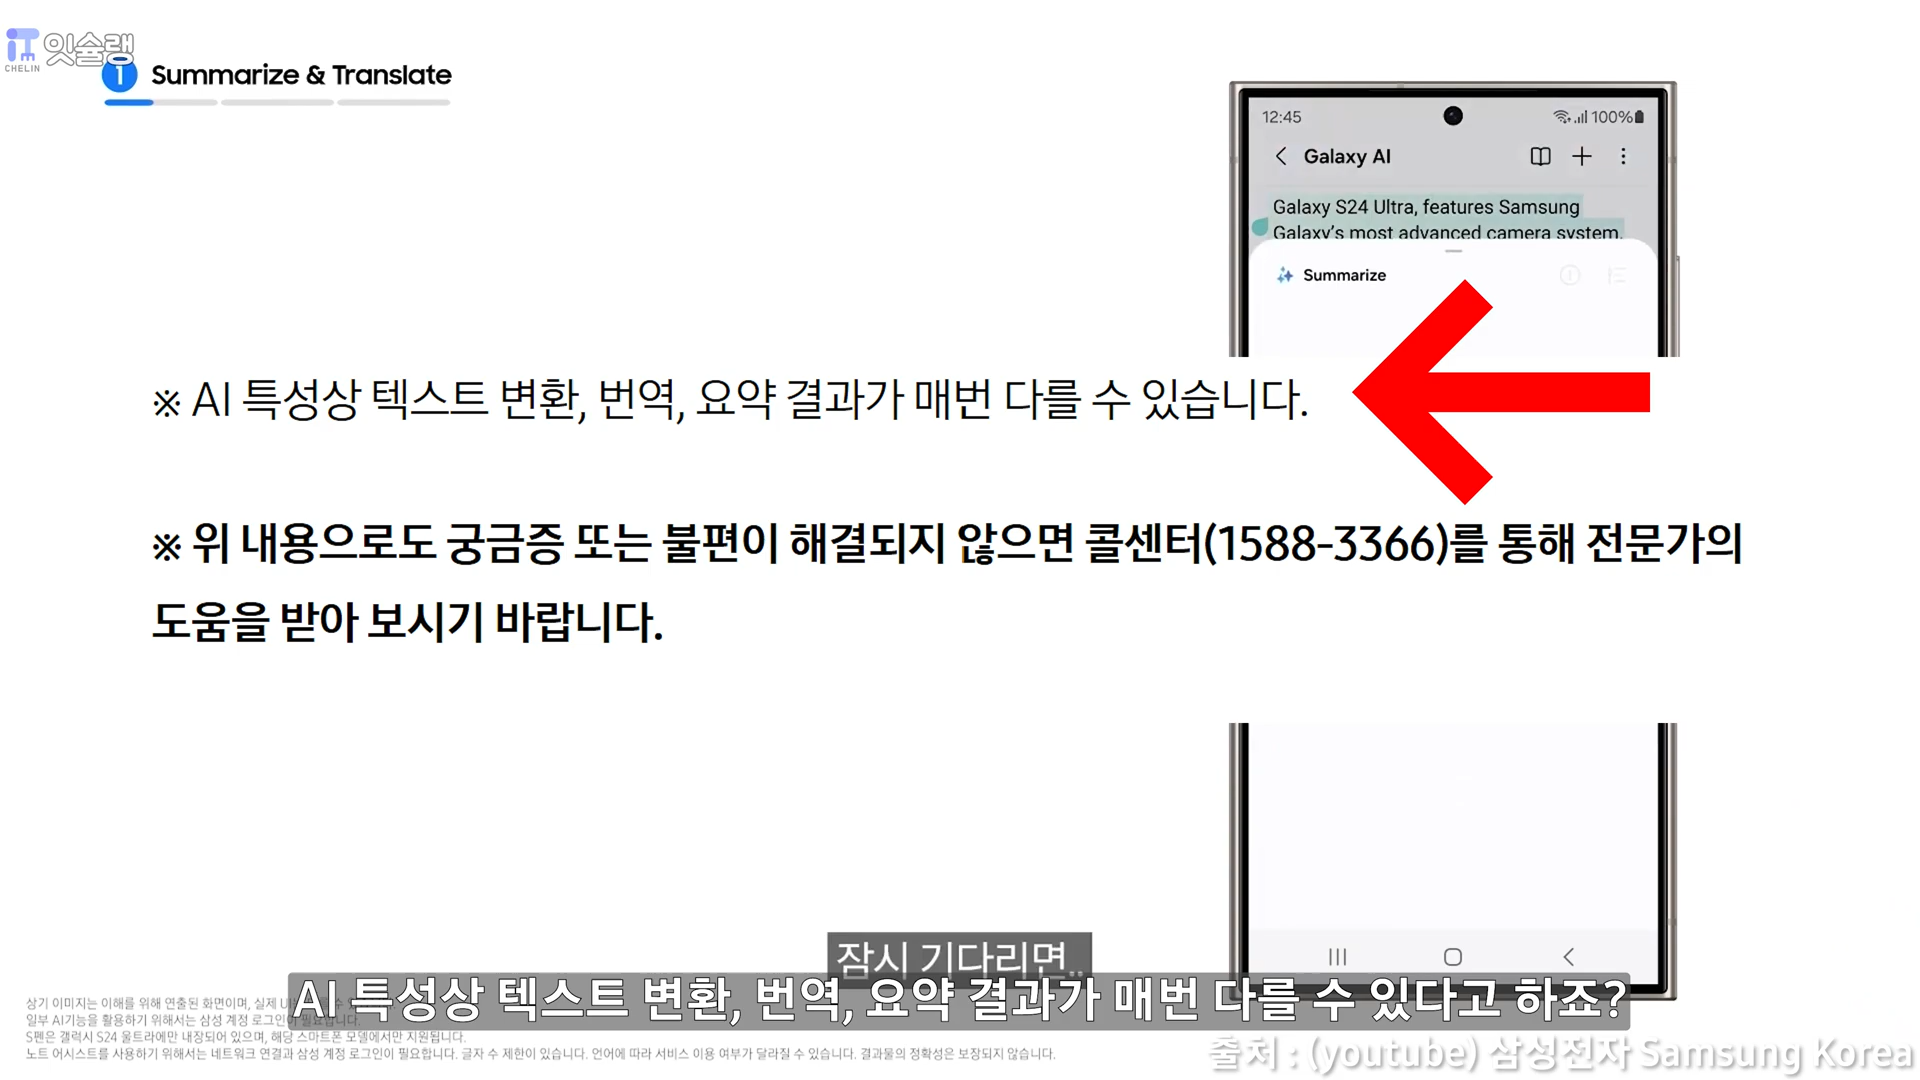 iT
CHELIN
잇슐랭
1
Summarize & Translate
12:45
100%
Galaxy AI
Galaxy S24 Ultra, features Samsung
Galaxy's most advanced camera system.
Summarize
※ AI 특성상 텍스트 변환, 번역, 요약 결과가 매번 다를 수 있습니다.
※ 위 내용으로도 궁금증 또는 불편이 해결되지 않으면 콜센터(1588-3366)를 통해 전문가의
도움을 받아 보시기 바랍니다.
잠시 기다리면..
AI 특성상 텍스트 변환, 번역, 요약 결과가 매번 다를 수 있다고 하죠?
상기 이미지는 이해를 위해 연출된 화면이며, 실제
일부 AI기능을 활용하기 위해서는 삼성 계정 로그인이 필요합니다.
S펜은 갤럭시 S24 울트라에만 내장되어 있으며, 해당 스마트폰 모델에서만 지원됩니다.
노트 어시스트를 사용하기 위해서는 네트워크 연결과 삼성 계정 로그인이 필요합니다. 글자 수 제한이 있습니다. 언어에 따라 서비스 이용 여부가 달라질 수 있습니다. 결과물의 정확성은 보장되지 않습니다.
출처 : (youtube) 삼성전자 Samsung Korea